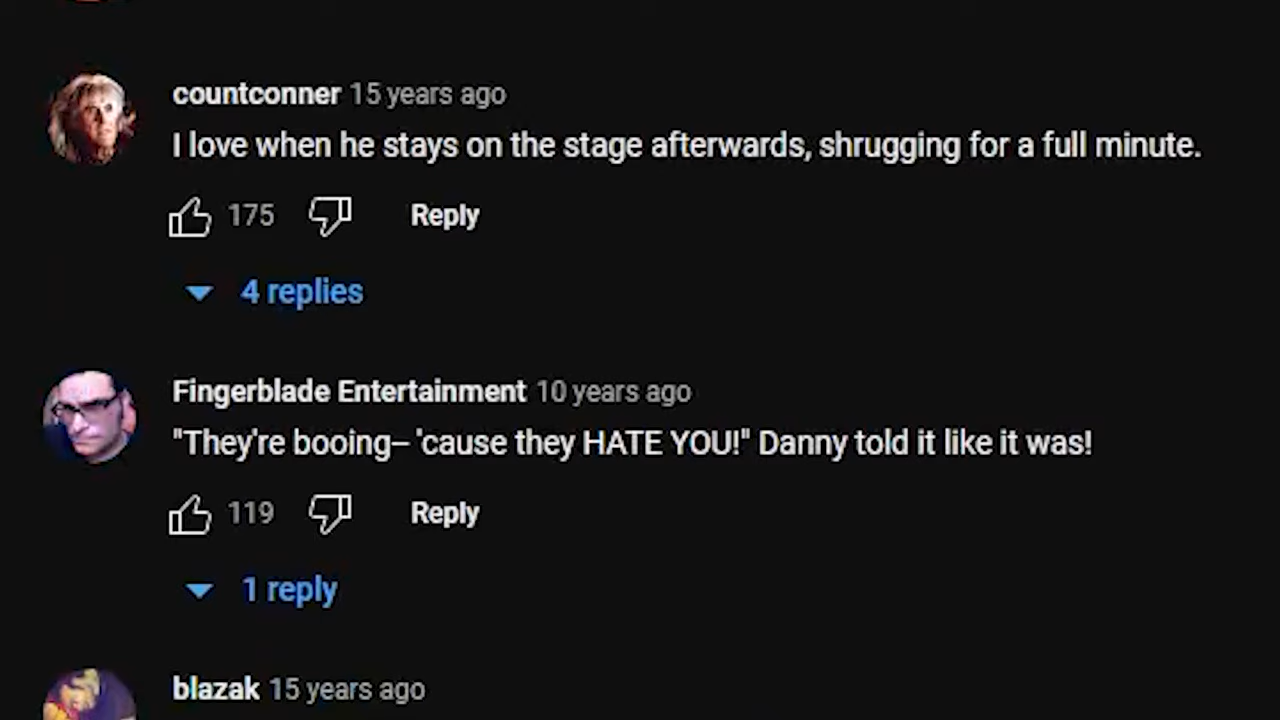 countconner 15 years ago
I love when he stays on the stage afterwards, shrugging for a full minute.
175 Reply
4 replies
Fingerblade Entertainment 10 years ago
"They're booing– 'cause they HATE YOU!" Danny told it like it was!
119 Reply
1 reply
blazak 15 years ago